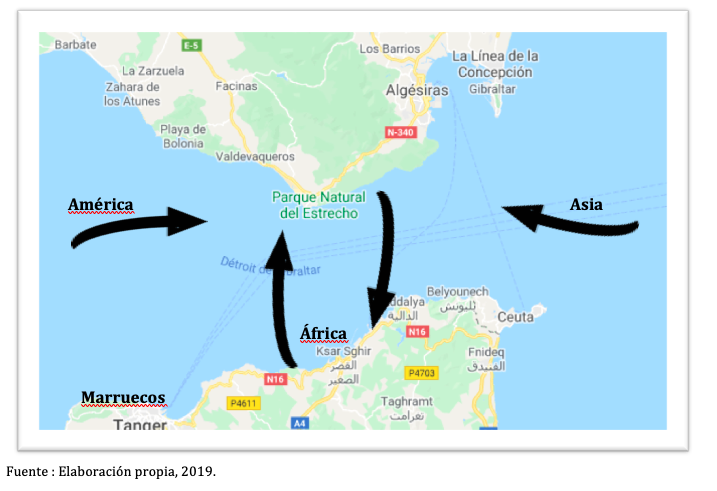 Barbate
E-5
Los Barrios
La Línea de la
Concepción
La Zarzuela
Zahara de
los Atunes
Facinas
Algésiras
Gibraltar
Playa de
Bolonia
N-340
Valdevaqueros
Parque Natural
del Estrecho
América
Asia
Détroit de Gibraltar
Belyounech
بليونش
ddalya
الدالية
Ceuta
África
N16
Ksar Sghir
القصر
الصغير
Fnideq
الفنيدق
N16
P4703
Marruecos
P4611
Taghramt
تغرامت
A4
Tanger
Fuente : Elaboración propia, 2019.